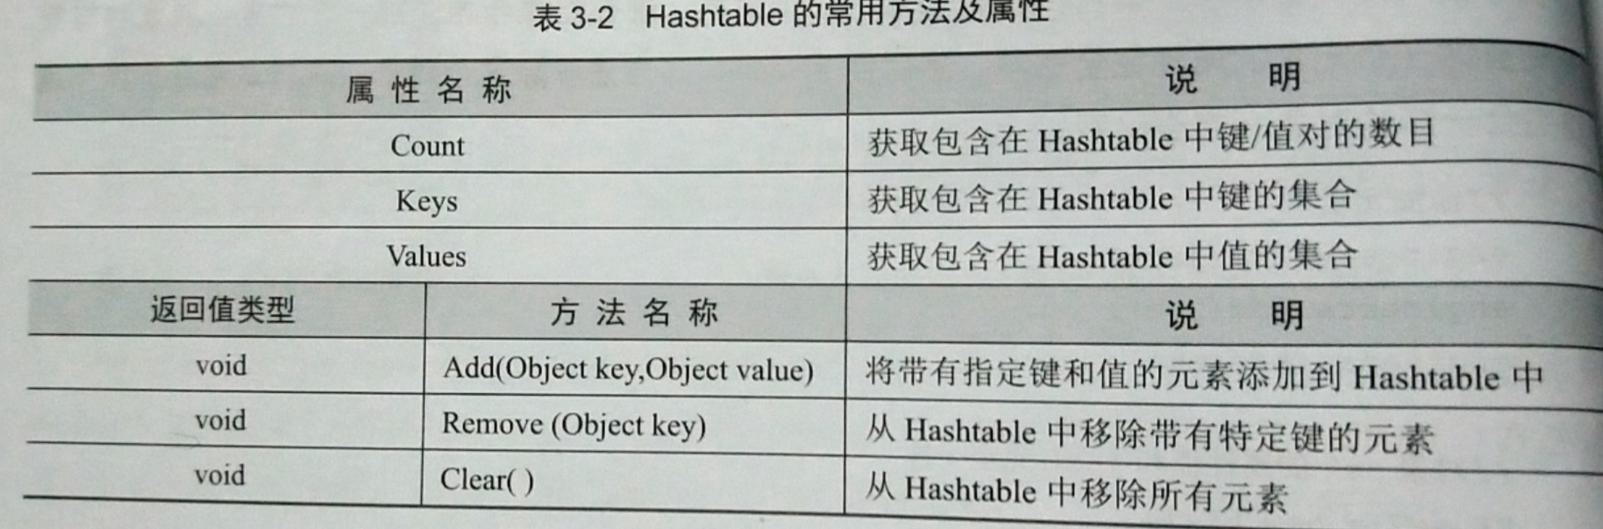 表 3-2 Hashtable 的常用方法及属性
属性名称 说明
Count 获取包含在 Hashtable 中键/值对的数目
Keys 获取包含在 Hashtable 中键的集合
Values 获取包含在 Hashtable 中值的集合
返回值类型 方法名称 说明
void Add(Object key,Object value) 将带有指定键和值的元素添加到 Hashtable 中
void Remove (Object key) 从 Hashtable 中移除带有特定键的元素
void Clear( ) 从 Hashtable 中移除所有元素